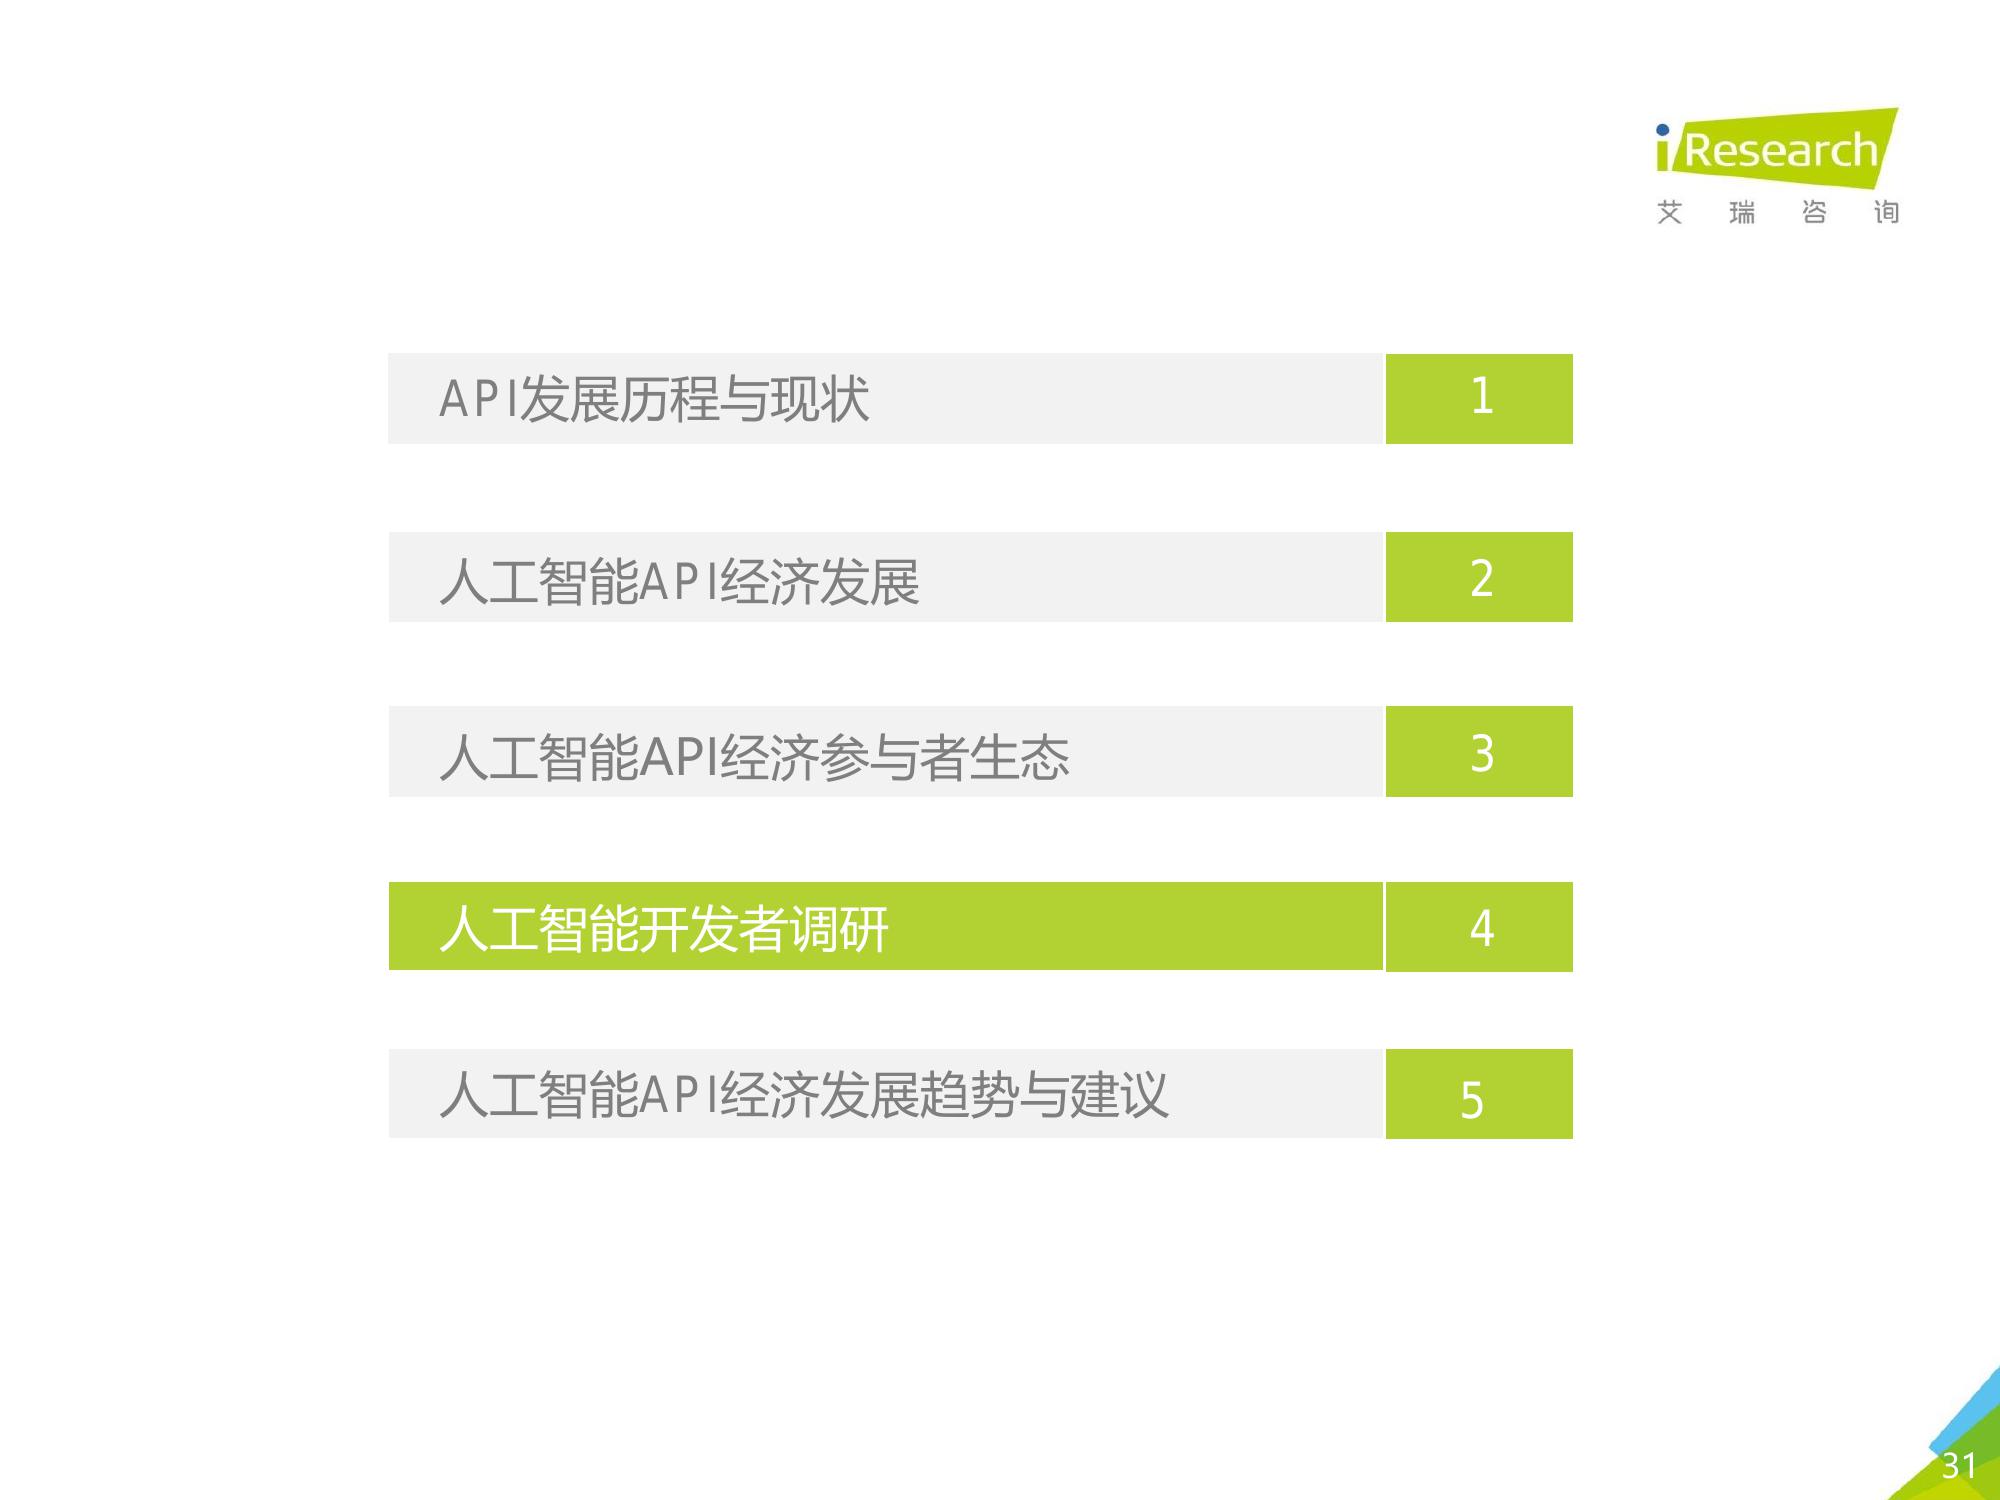 iResearch
艾瑞咨询
API发展历程与现状 1
人工智能API经济发展 2
人工智能API经济参与者生态 3
人工智能开发者调研 4
人工智能API经济发展趋势与建议 5
31